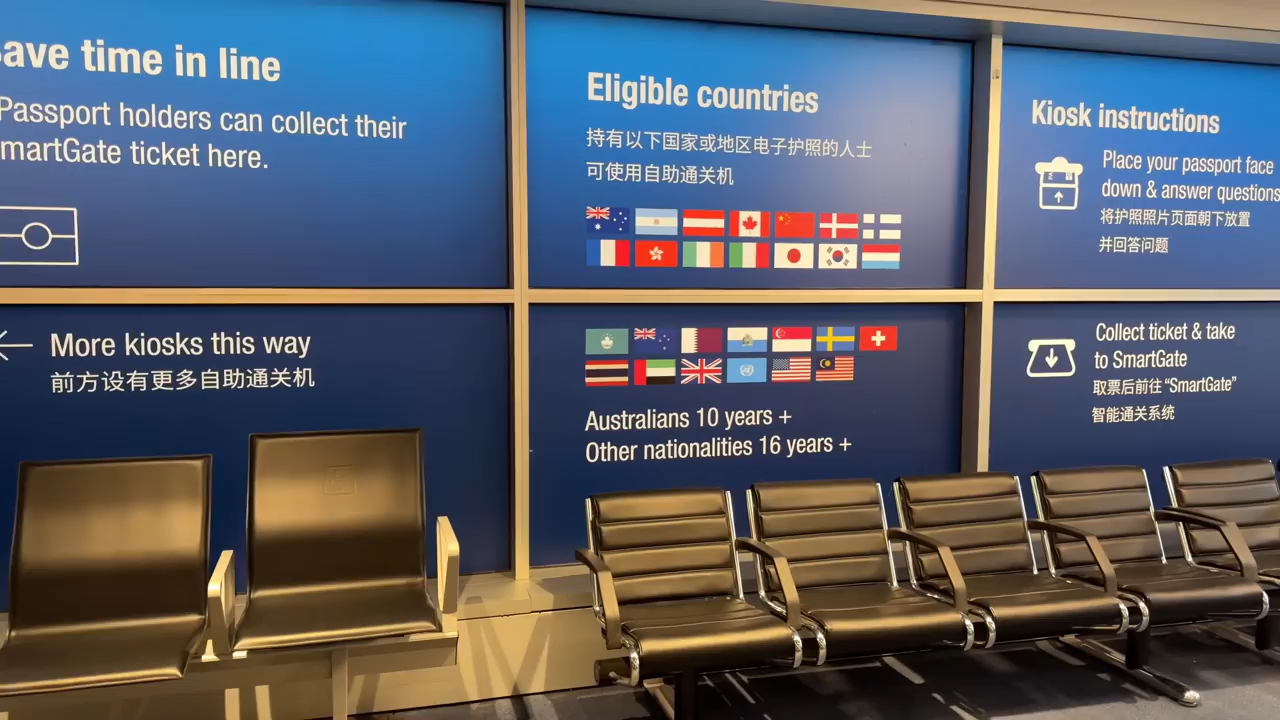 ave time in line
Passport holders can collect their
martGate ticket here.
More kiosks this way
前方设有更多自助通关机
Eligible countries
持有以下国家或地区电子护照的人士
可使用自助通关机
Australians 10 years +
Other nationalities 16 years +
Kiosk instructions
Place your passport face
down & answer questions
将护照照片页面朝下放置
并回答问题
Collect ticket & take
to SmartGate
取票后前往 “SmartGate”
智能通关系统